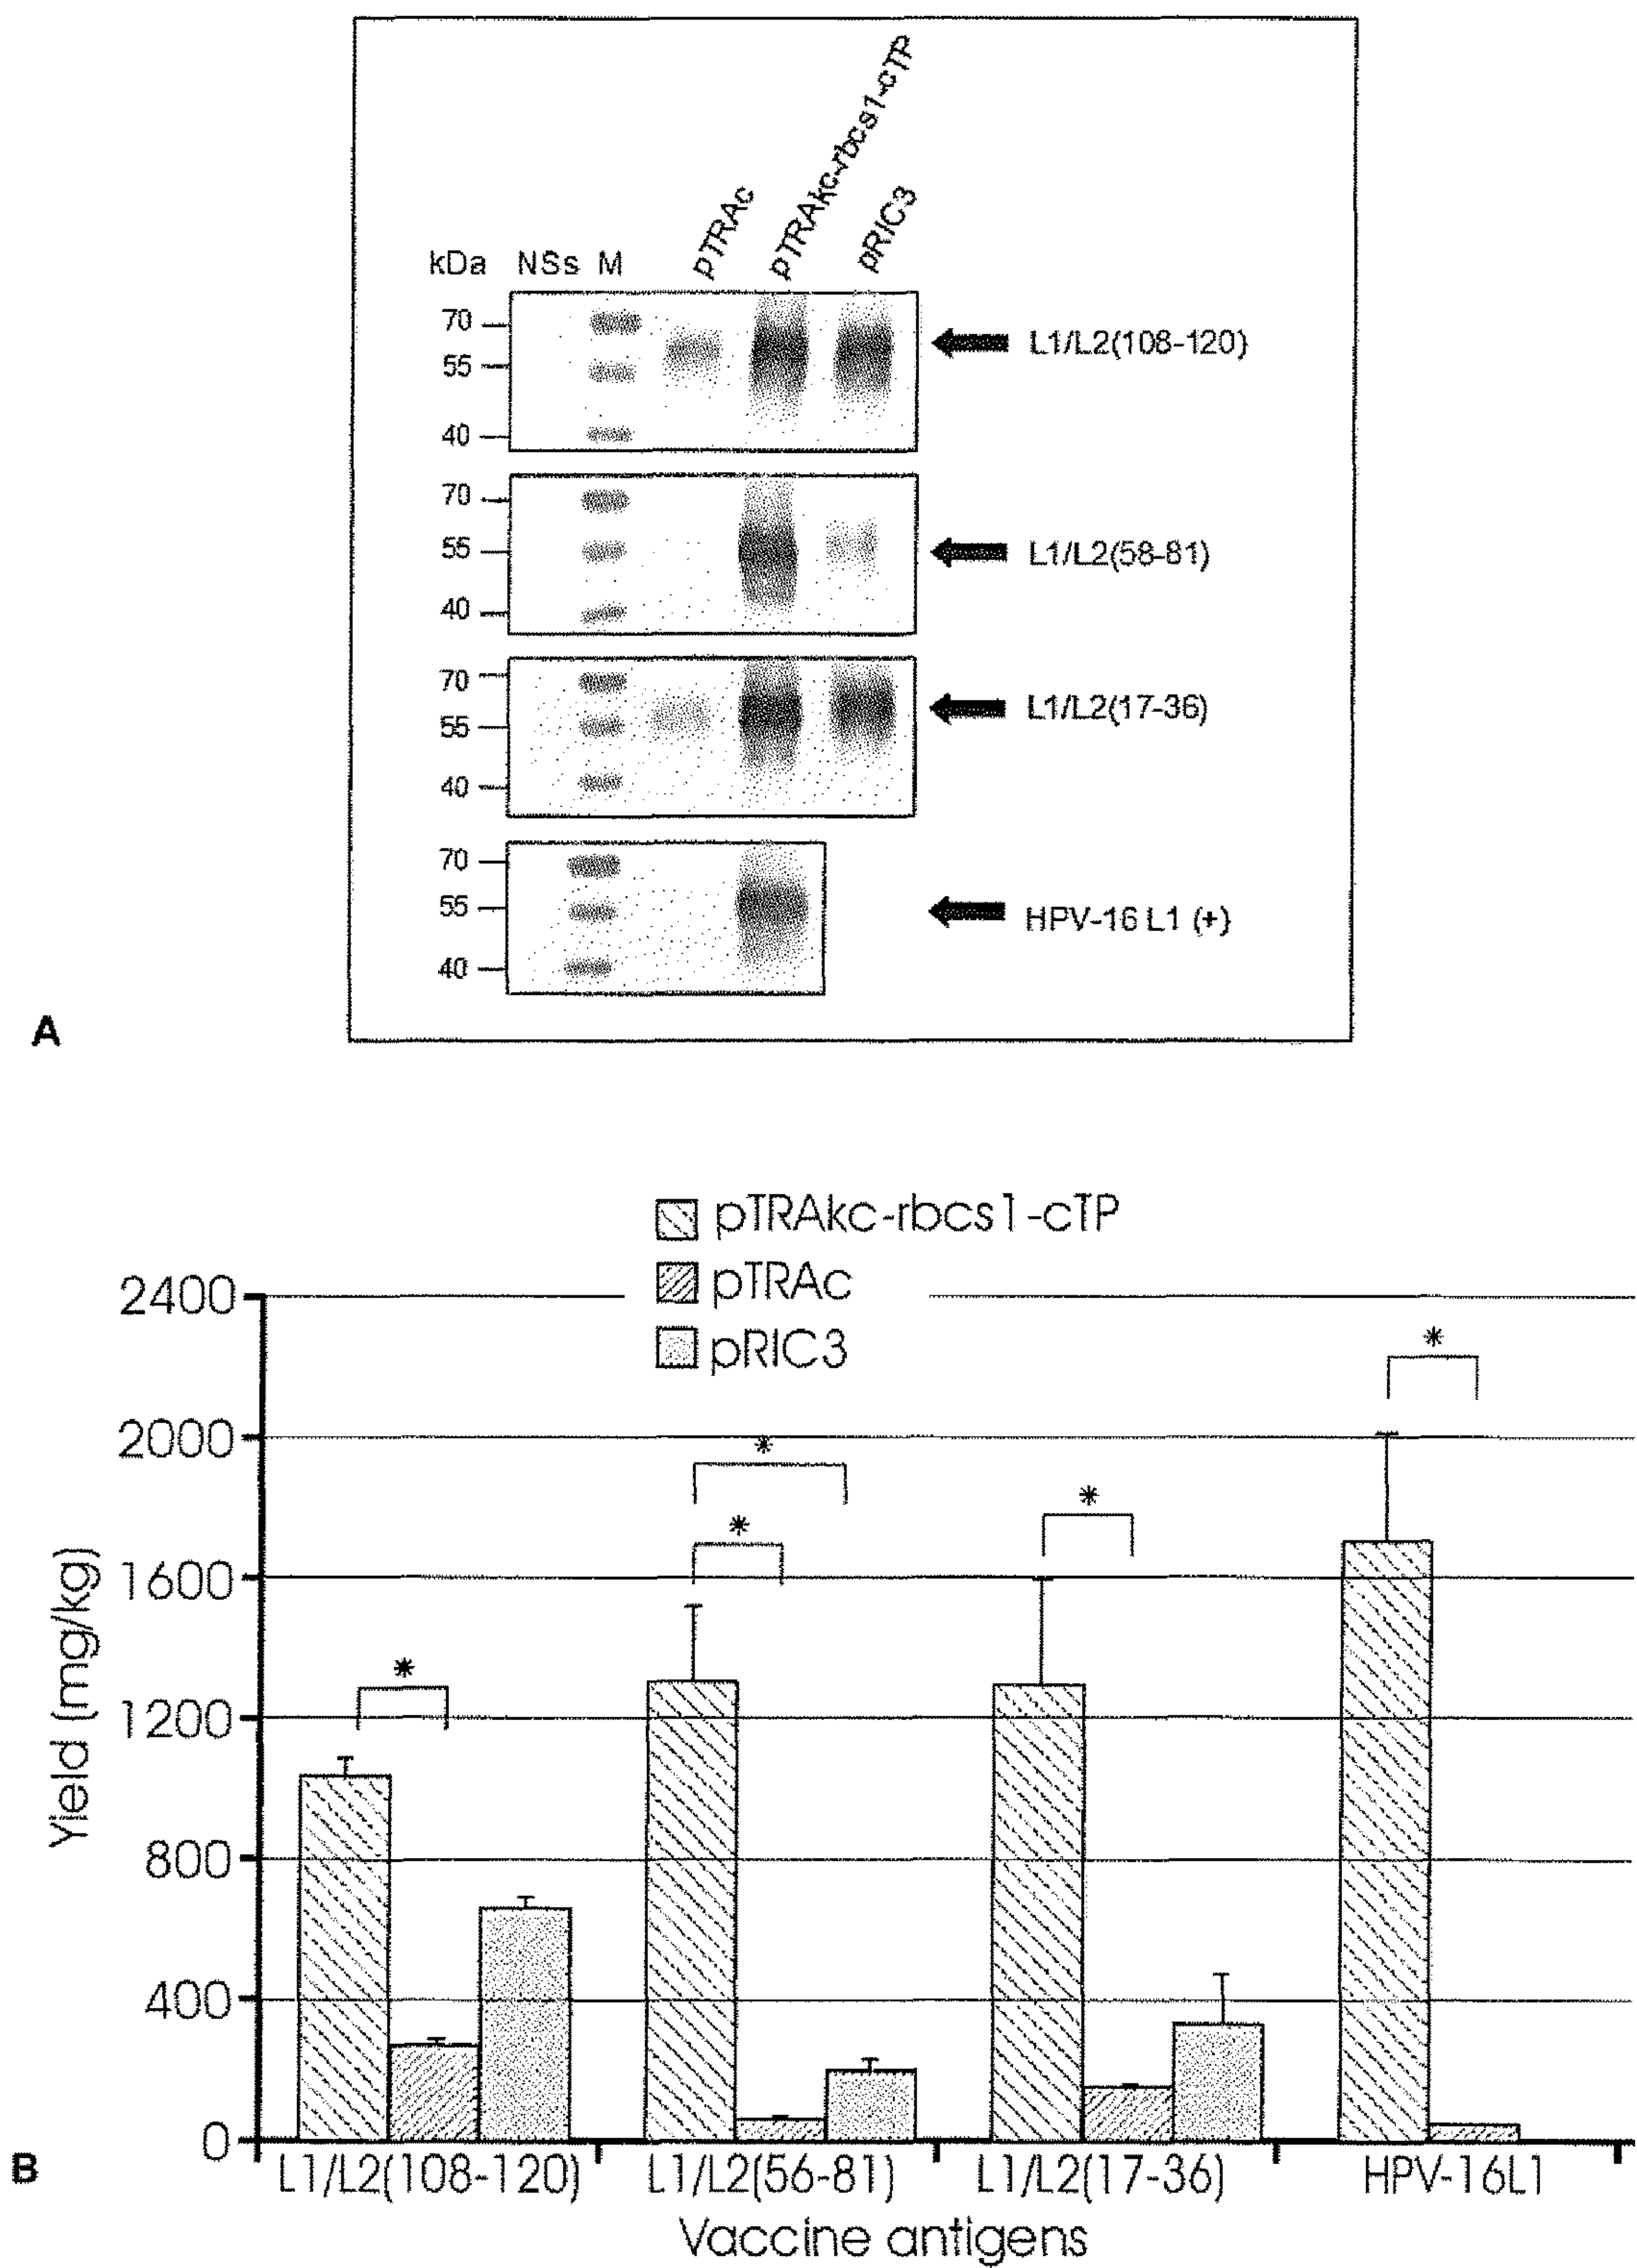 pTRAc
pTRAkc-rbcs1-cTP
pRIC3
kDa NSs M
70
55
40
L1/L2(108-120)
70
55
40
L1/L2(58-81)
70
55
40
L1/L2(17-36)
70
55
40
HPV-16 L1 (+)
A
pTRAkc-rbcs1-cTP
pTRAc
pRIC3
2400
2000
1600
1200
800
400
0
Yield (mg/kg)
*
*
*
*
*
L1/L2(108-120) L1/L2(56-81) L1/L2(17-36) HPV-16L1
Vaccine antigens
B